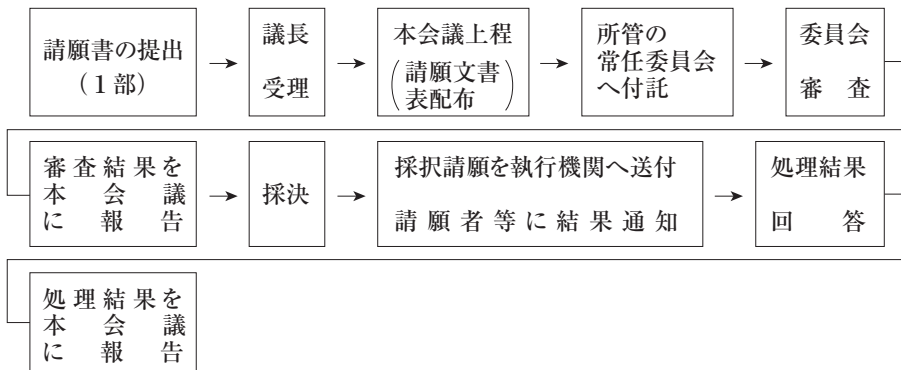 請願書の提出
（１部）
議長
受理
本会議上程
（請願文書
表配布）
所管の
常任委員会
へ付託
委員会
審査
審査結果を
本会議
に報告
採決
採択請願を執行機関へ送付
請願者等に結果通知
処理結果
回答
処理結果を
本会議
に報告